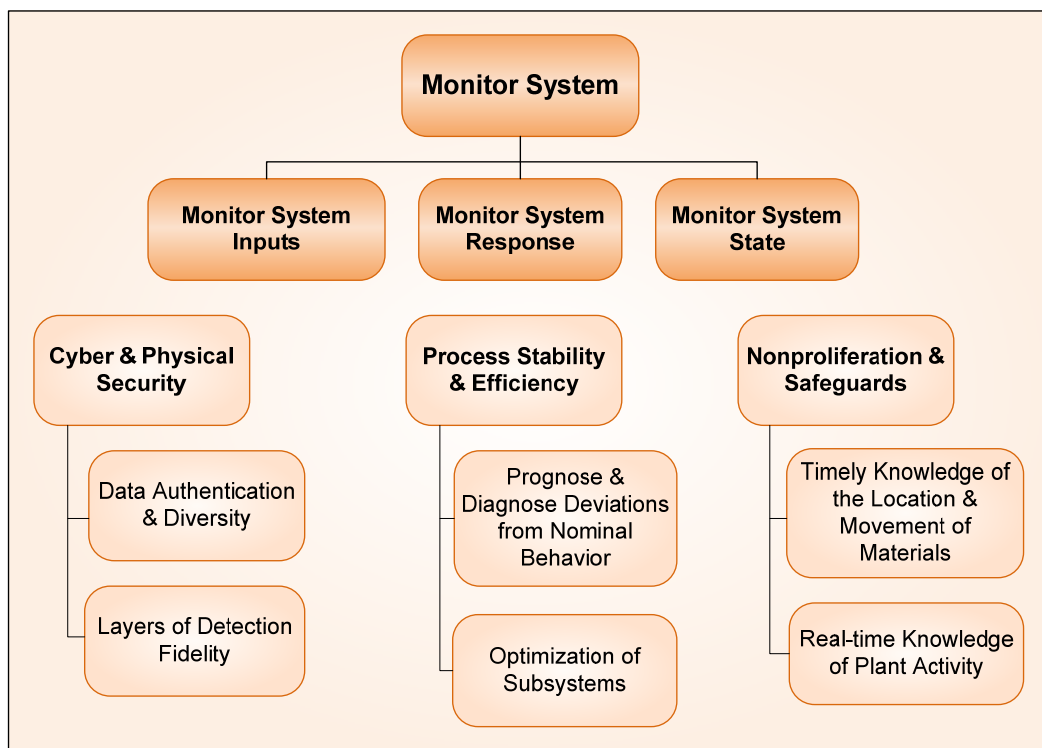 Monitor System
Monitor System
Inputs
Monitor System
Response
Monitor System
State
Cyber & Physical
Security
Process Stability
& Efficiency
Nonproliferation &
Safeguards
Data Authentication
& Diversity
Prognose &
Diagnose Deviations
from Nominal
Behavior
Timely Knowledge of
the Location &
Movement of
Materials
Layers of Detection
Fidelity
Optimization of
Subsystems
Real-time Knowledge
of Plant Activity